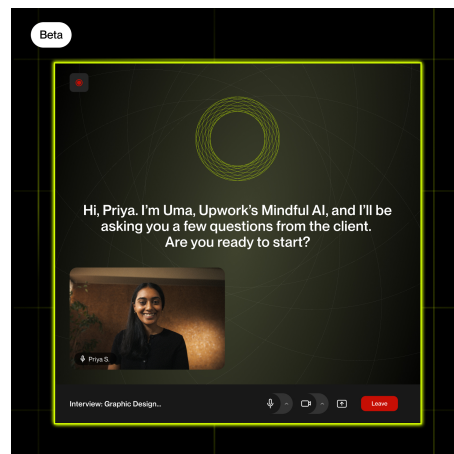 Beta
Hi, Priya. I'm Uma, Upwork's Mindful AI, and I'll be
asking you a few questions from the client.
Are you ready to start?
Priya S.
Interview: Graphic Design...
Leave